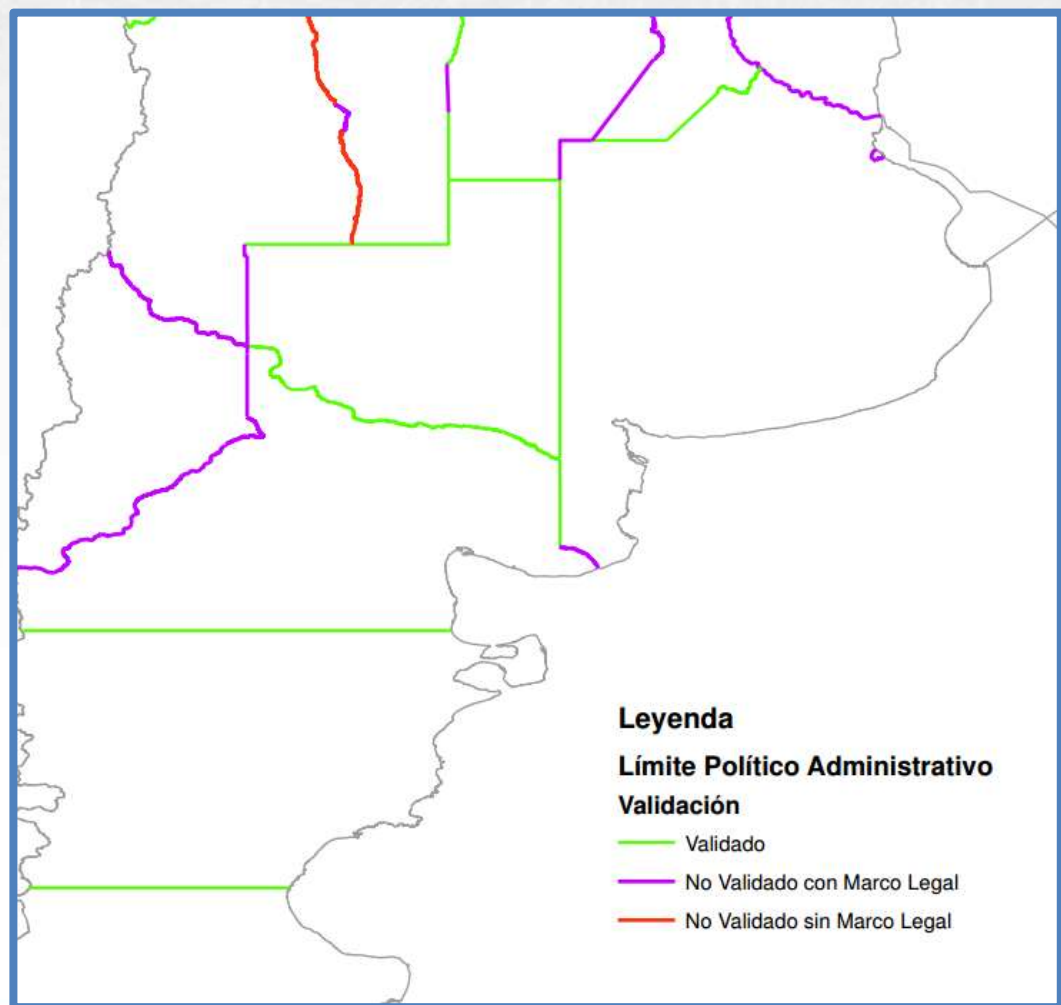 Leyenda
Límite Político Administrativo
Validación
Validado
No Validado con Marco Legal
No Validado sin Marco Legal